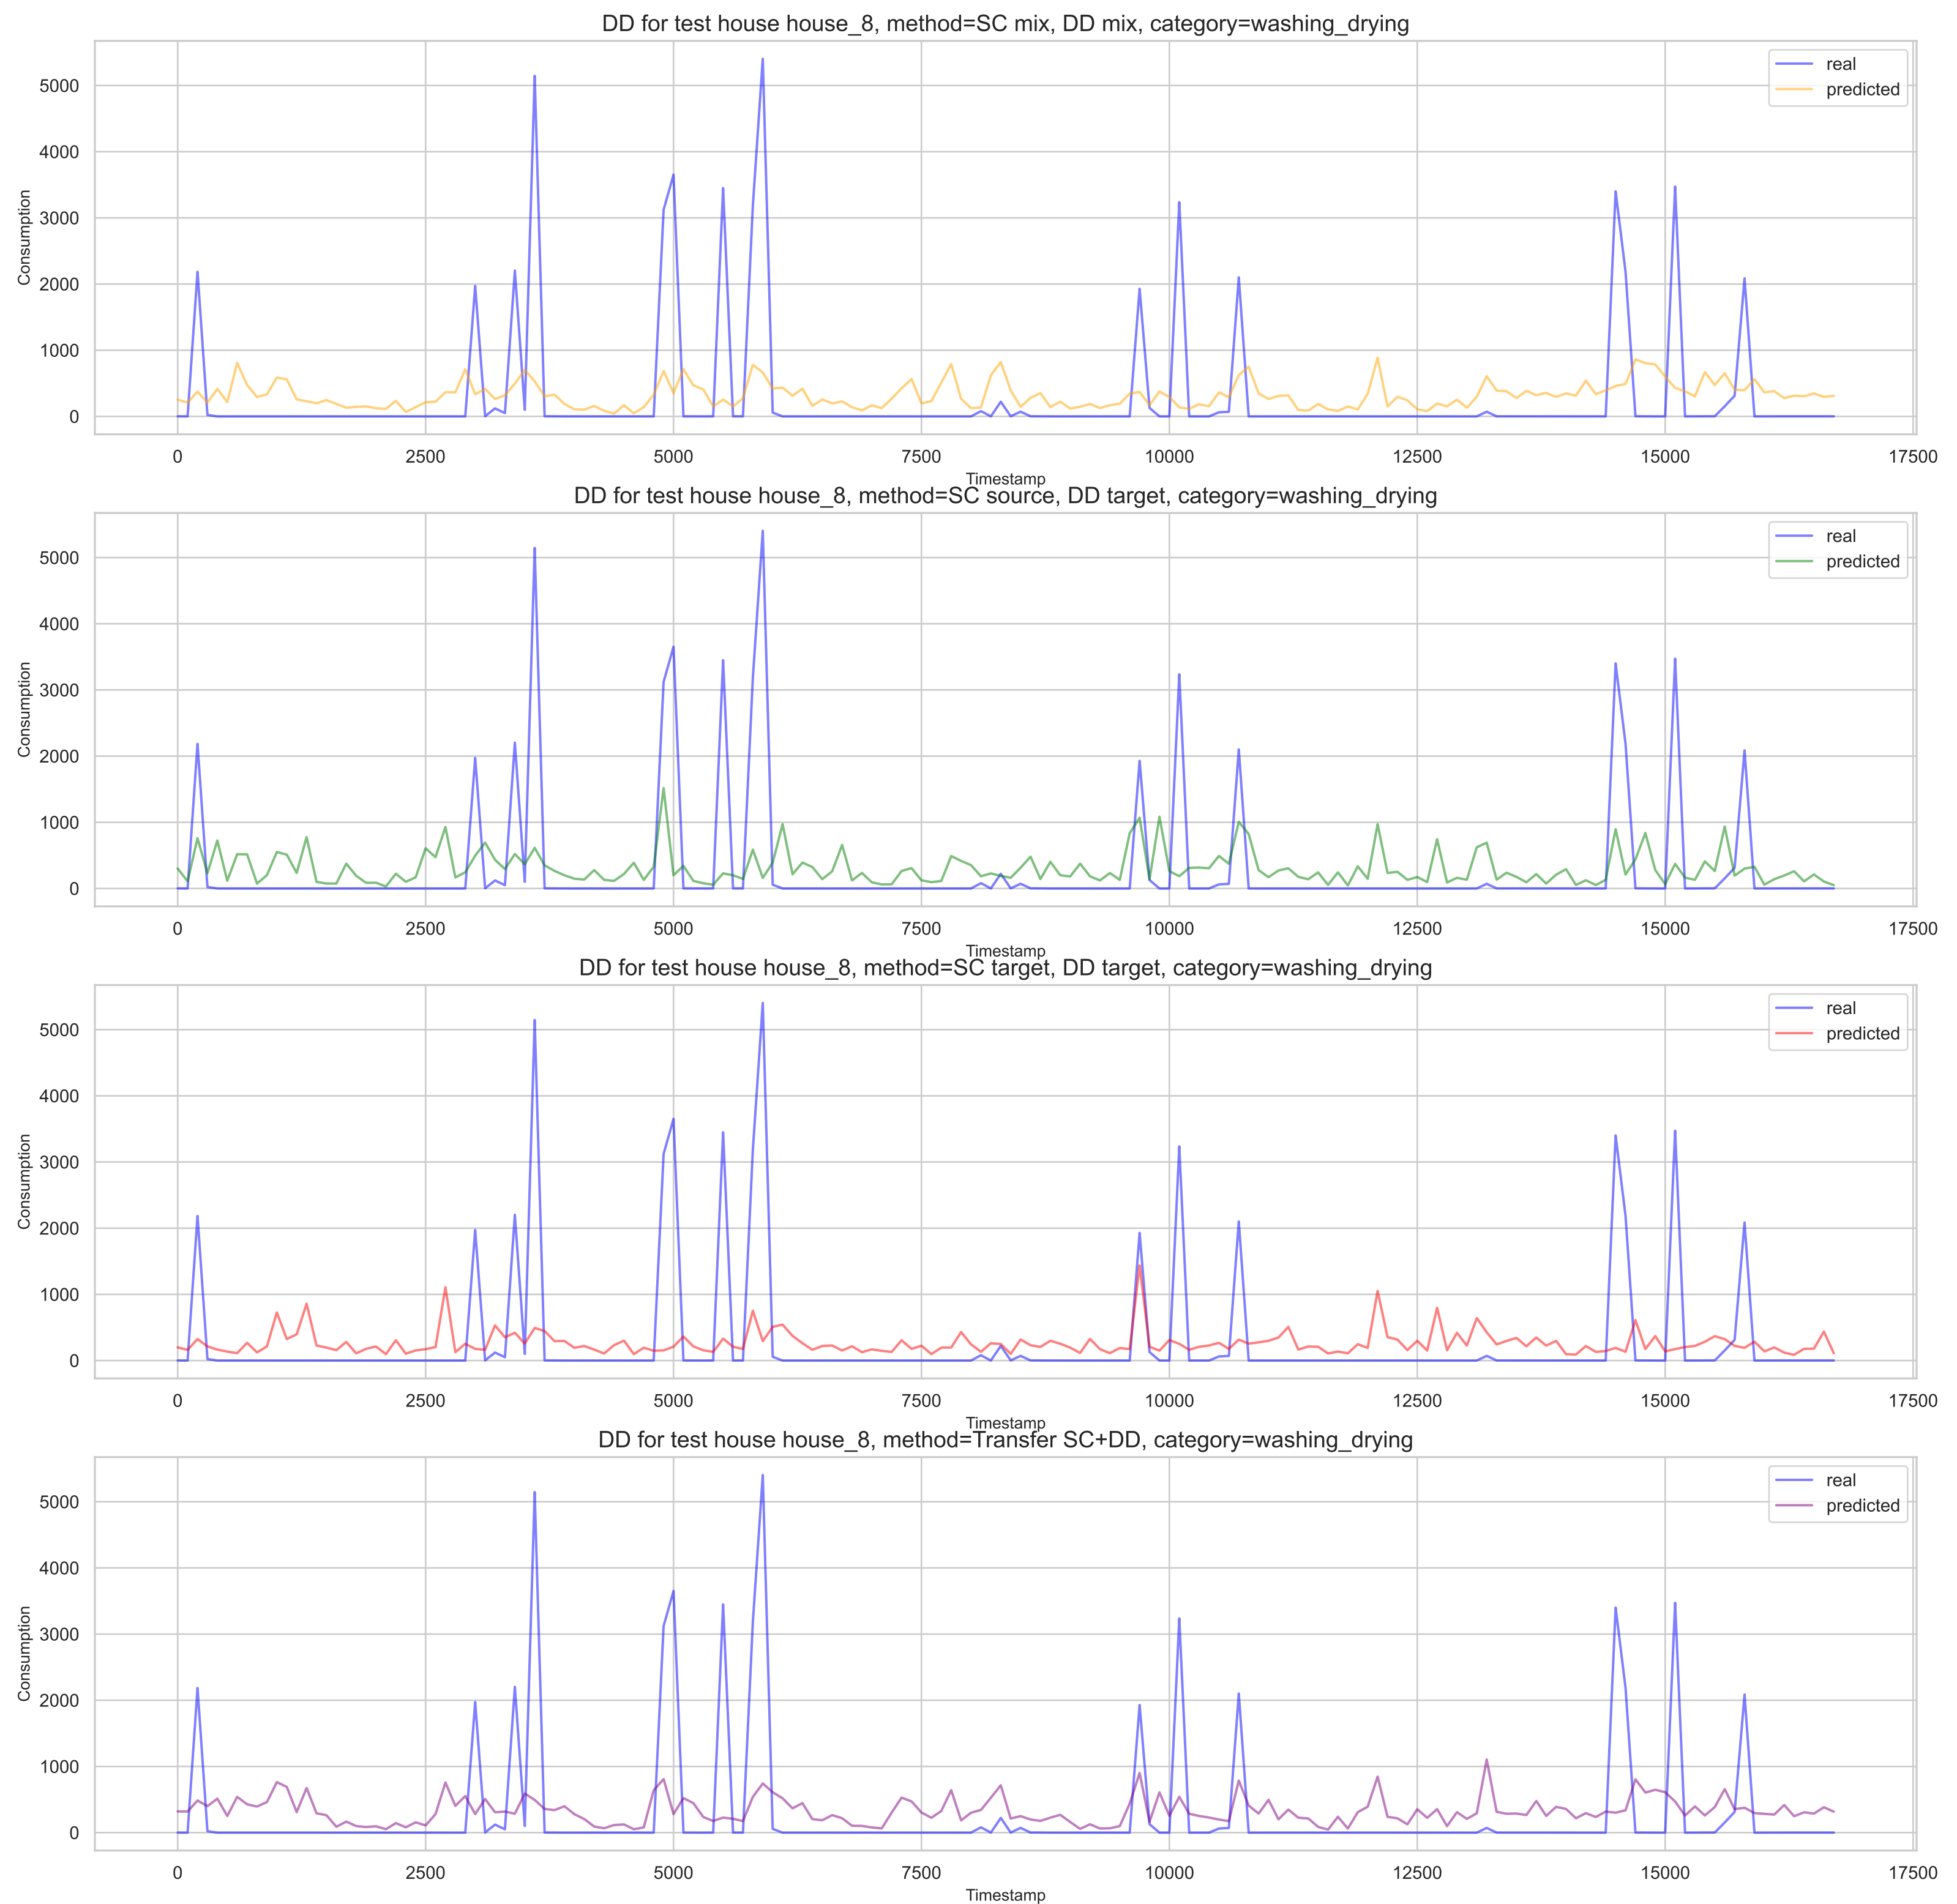 DD for test house house_8, method=SC mix, DD mix, category=washing_drying
real
predicted
5000
4000
3000
2000
1000
0
Consumption
0 2500 5000 7500 10000 12500 15000 17500
Timestamp
DD for test house house_8, method=SC source, DD target, category=washing_drying
real
predicted
5000
4000
3000
2000
1000
0
Consumption
0 2500 5000 7500 10000 12500 15000 17500
Timestamp
DD for test house house_8, method=SC target, DD target, category=washing_drying
real
predicted
5000
4000
3000
2000
1000
0
Consumption
0 2500 5000 7500 10000 12500 15000 17500
Timestamp
DD for test house house_8, method=Transfer SC+DD, category=washing_drying
real
predicted
5000
4000
3000
2000
1000
0
Consumption
0 2500 5000 7500 10000 12500 15000 17500
Timestamp